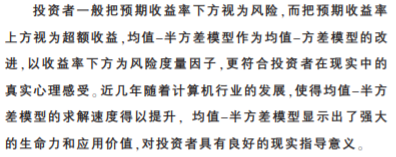 投资者一般把预期收益率下方视为风险,而把预期收益率
上方视为超额收益,均值-半方差模型作为均值-方差模型的改
进,以收益率下方为风险度量因子,更符合投资者在现实中的
真实心理感受。近几年随着计算机行业的发展,使得均值-半方
差模型的求解速度得以提升,均值-半方差模型显示出了强大
的生命力和应用价值,对投资者具有良好的现实指导意义。